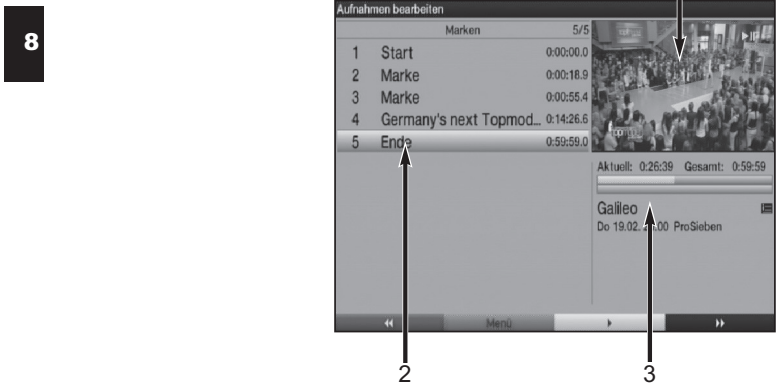 8
Aufnahmen bearbeiten
Marken 5/5
1 Start 0:00:00.0
2 Marke 0:00:18.9
3 Marke 0:00:55.4
4 Germany's next Topmod... 0:14:26.6
5 Ende 0:59:59.0
Aktuell: 0:26:39 Gesamt: 0:59:59
Galileo
Do 19.02. :00 ProSieben
Menü
2 3